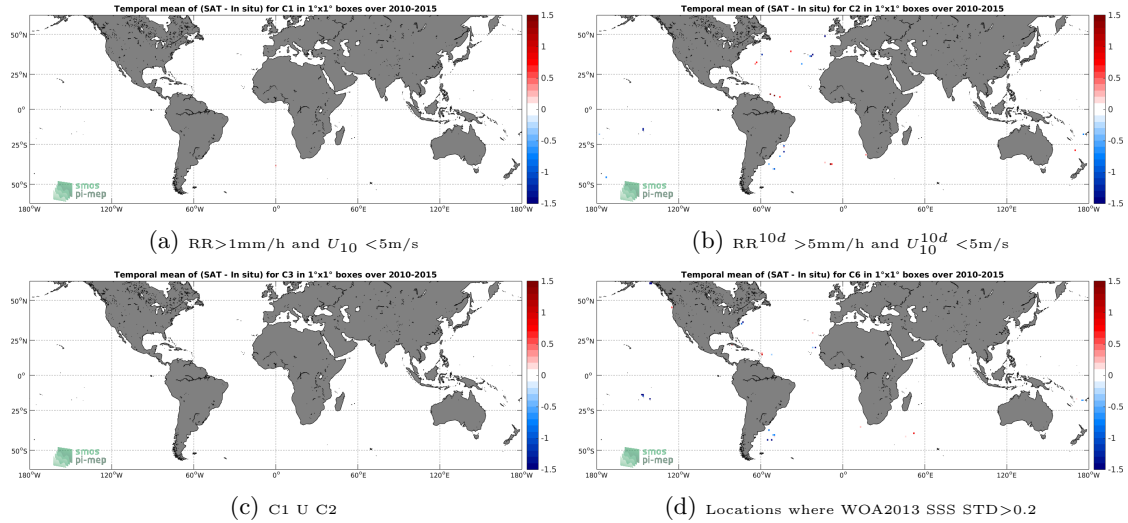 Temporal mean of (SAT - In situ) for C1 in 1°x1° boxes over 2010-2015
50°N
25°N
0°
25°S
50°S
180°W
120°W
60°W
0°
60°E
120°E
180°W
1.5
1
0.5
0
-0.5
-1
-1.5
smos
pi-mep
(a) RR>1mm/h and U10 <5m/s
Temporal mean of (SAT - In situ) for C2 in 1°x1° boxes over 2010-2015
50°N
25°N
0°
25°S
50°S
180°W
120°W
60°W
0°
60°E
120°E
180°W
1.5
1
0.5
0
-0.5
-1
-1.5
smos
pi-mep
(b) RR^10d >5mm/h and U10^10d <5m/s
Temporal mean of (SAT - In situ) for C3 in 1°x1° boxes over 2010-2015
50°N
25°N
0°
25°S
50°S
180°W
120°W
60°W
0°
60°E
120°E
180°W
1.5
1
0.5
0
-0.5
-1
-1.5
smos
pi-mep
(c) C1 U C2
Temporal mean of (SAT - In situ) for C6 in 1°x1° boxes over 2010-2015
50°N
25°N
0°
25°S
50°S
180°W
120°W
60°W
0°
60°E
120°E
180°W
1.5
1
0.5
0
-0.5
-1
-1.5
smos
pi-mep
(d) Locations where WOA2013 SSS STD>0.2